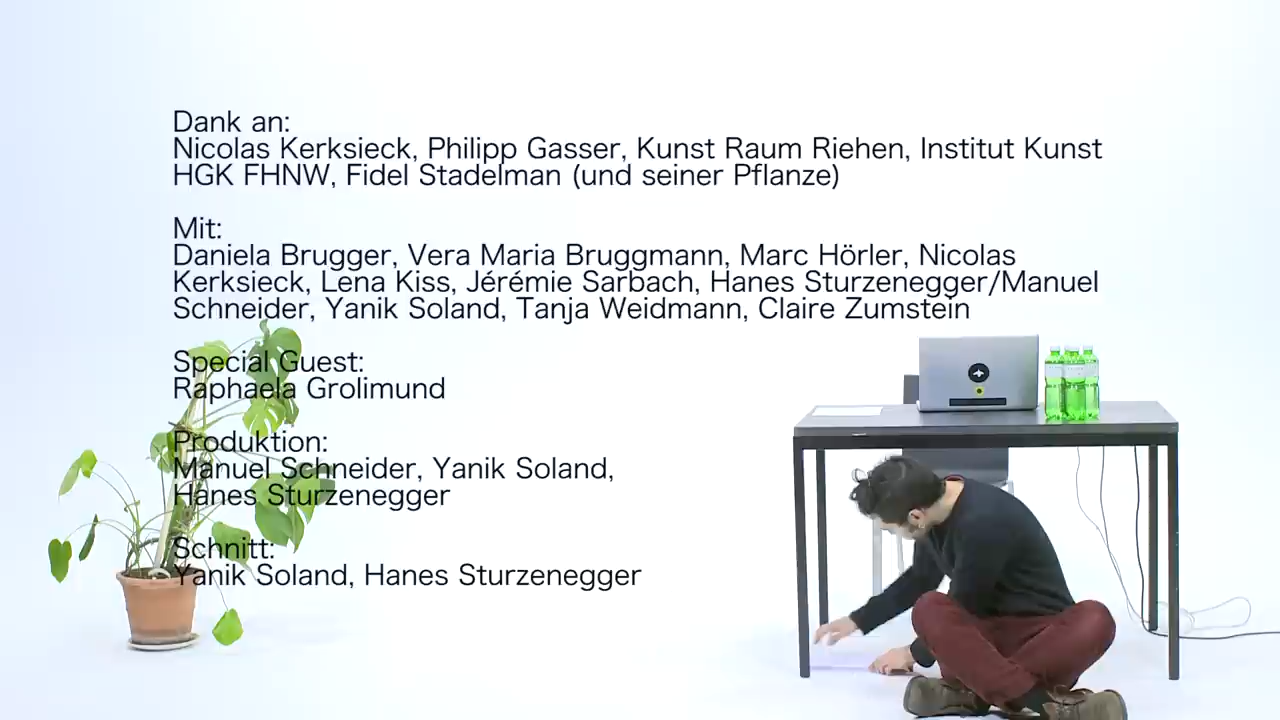 Dank an:
Nicolas Kerksieck, Philipp Gasser, Kunst Raum Riehen, Institut Kunst
HGK FHNW, Fidel Stadelman (und seiner Pflanze)
Mit:
Daniela Brugger, Vera Maria Bruggmann, Marc Hörler, Nicolas
Kerksieck, Lena Kiss, Jérémie Sarbach, Hanes Sturzenegger/Manuel
Schneider, Yanik Soland, Tanja Weidmann, Claire Zumstein
Special Guest:
Raphaela Grolimund
Produktion:
Manuel Schneider, Yanik Soland,
Hanes Sturzenegger
Schnitt:
Yanik Soland, Hanes Sturzenegger